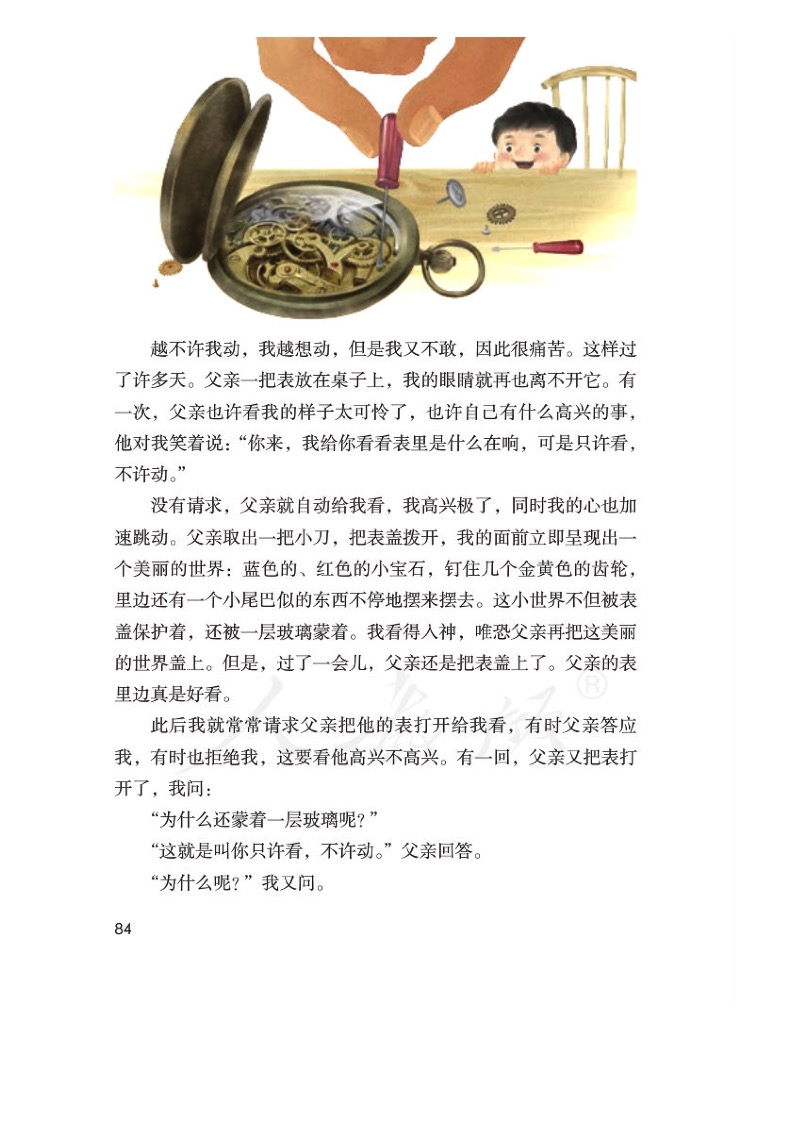 越不许我动，我越想动，但是我又不敢，因此很痛苦。这样过
了许多天。父亲一把表放在桌子上，我的眼睛就再也离不开它。有
一次，父亲也许看我的样子太可怜了，也许自己有什么高兴的事，
他对我笑着说：“你来，我给你看看表里是什么在响，可是只许看，
不许动。”
没有请求，父亲就自动给我看，我高兴极了，同时我的心也加
速跳动。父亲取出一把小刀，把表盖拨开，我的面前立即呈现出一
个美丽的世界：蓝色的、红色的小宝石，钉住几个金黄色的齿轮，
里边还有一个小尾巴似的东西不停地摆来摆去。这小世界不但被表
盖保护着，还被一层玻璃蒙着。我看得入神，唯恐父亲再把这美丽
的世界盖上。但是，过了一会儿，父亲还是把表盖上了。父亲的表
里边真是好看。
此后我就常常请求父亲把他的表打开给我看，有时父亲答应
我，有时也拒绝我，这要看他高兴不高兴。有一回，父亲又把表打
开了，我问：
“为什么还蒙着一层玻璃呢？”
“这就是叫你只许看，不许动。”父亲回答。
“为什么呢？”我又问。
84